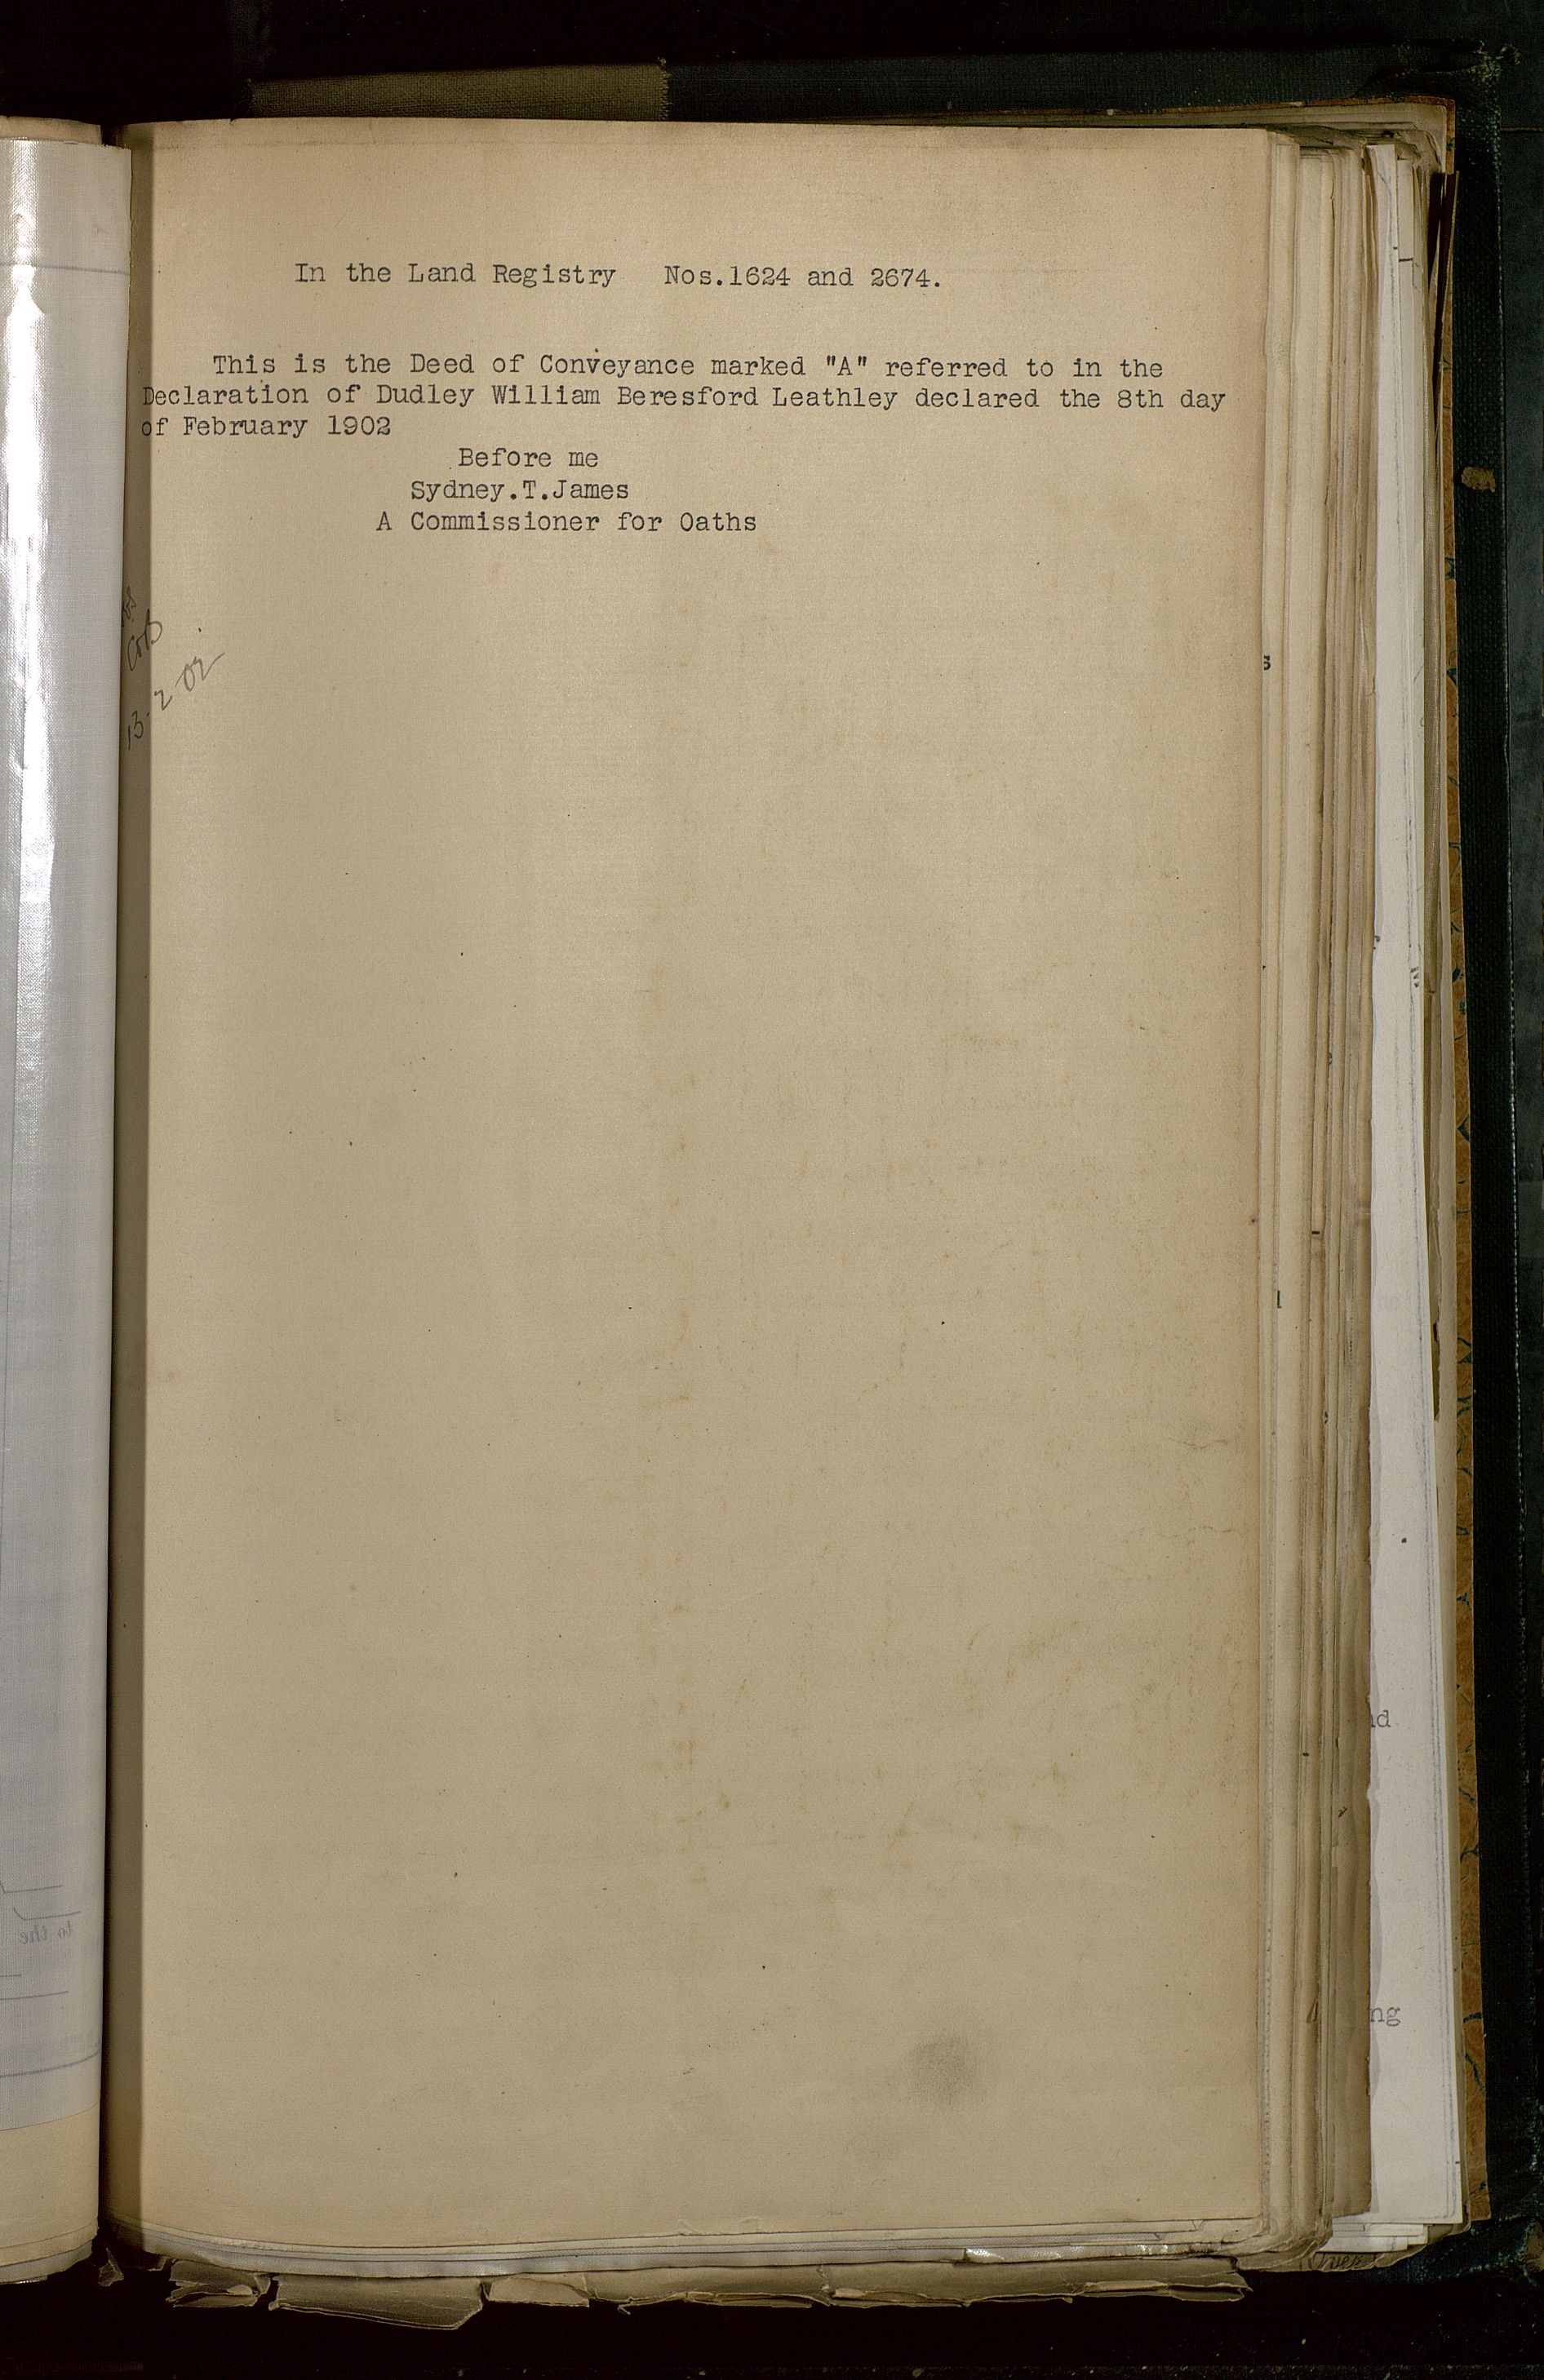 In the Land Registry   Nos.1624 and 2674.
This is the Deed of Conveyance marked "A" referred to in the
Declaration of Dudley William Beresford Leathley declared the 8th day
of February 1902
Before me
Sydney.T.James
A Commissioner for Oaths
13-2-02